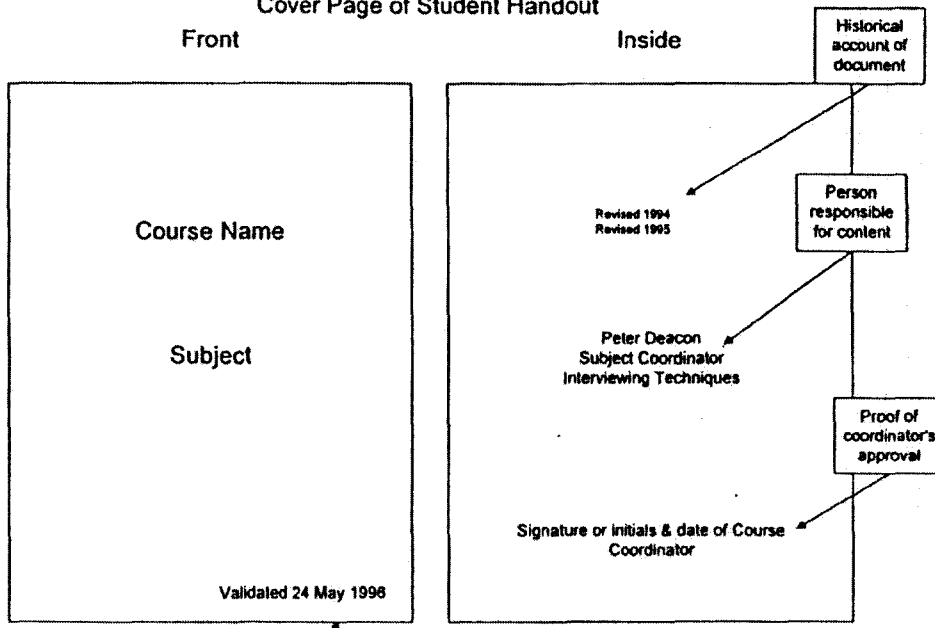 Cover Page of Student Handout
Front
Inside
Historical
account of
document
Course Name
Subject
Validated 24 May 1996
Revised 1994
Revised 1995
Person
responsible
for content
Peter Deacon
Subject Coordinator
Interviewing Techniques
Proof of
coordinator's
approval
Signature or initials & date of Course
Coordinator